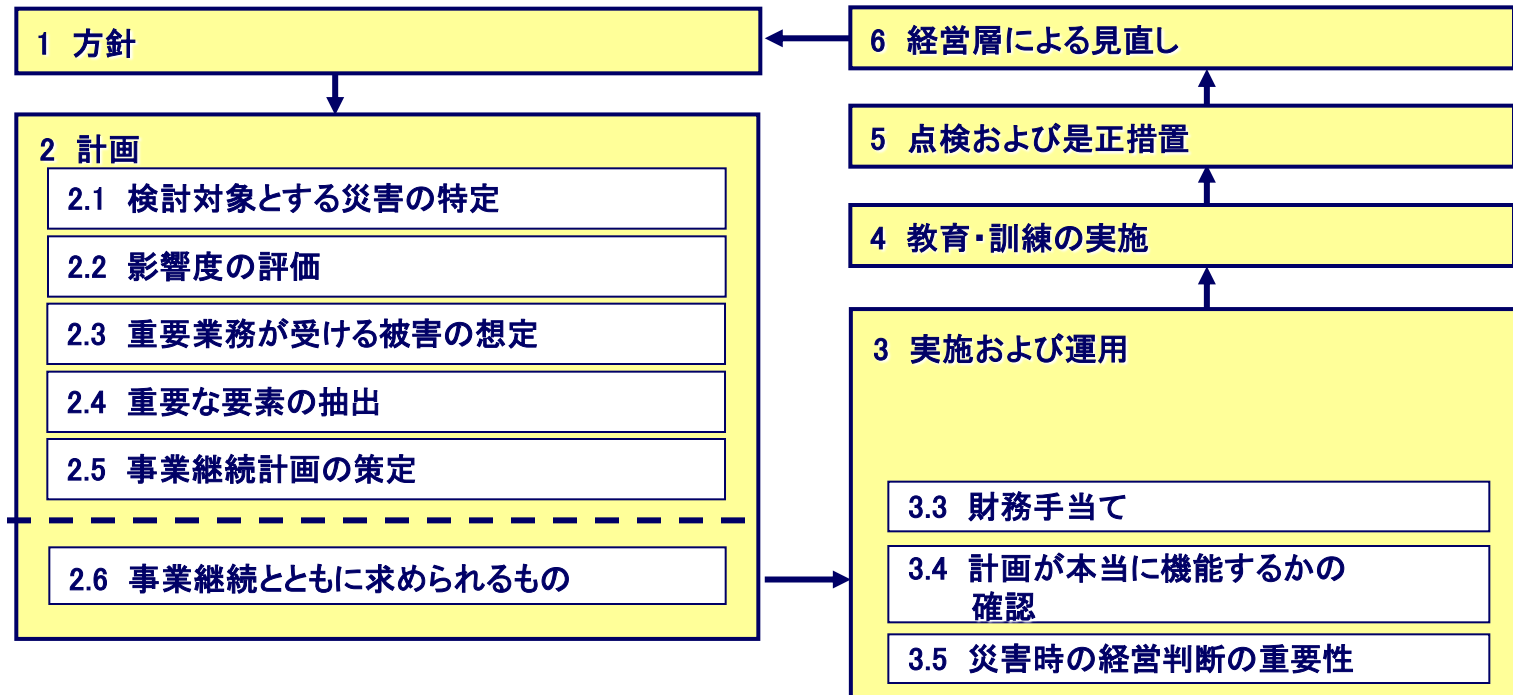 1 方針
2 計画
2.1 検討対象とする災害の特定
2.2 影響度の評価
2.3 重要業務が受ける被害の想定
2.4 重要な要素の抽出
2.5 事業継続計画の策定
2.6 事業継続とともに求められるもの
6 経営層による見直し
5 点検および是正措置
4 教育・訓練の実施
3 実施および運用
3.3 財務手当て
3.4 計画が本当に機能するかの
確認
3.5 災害時の経営判断の重要性